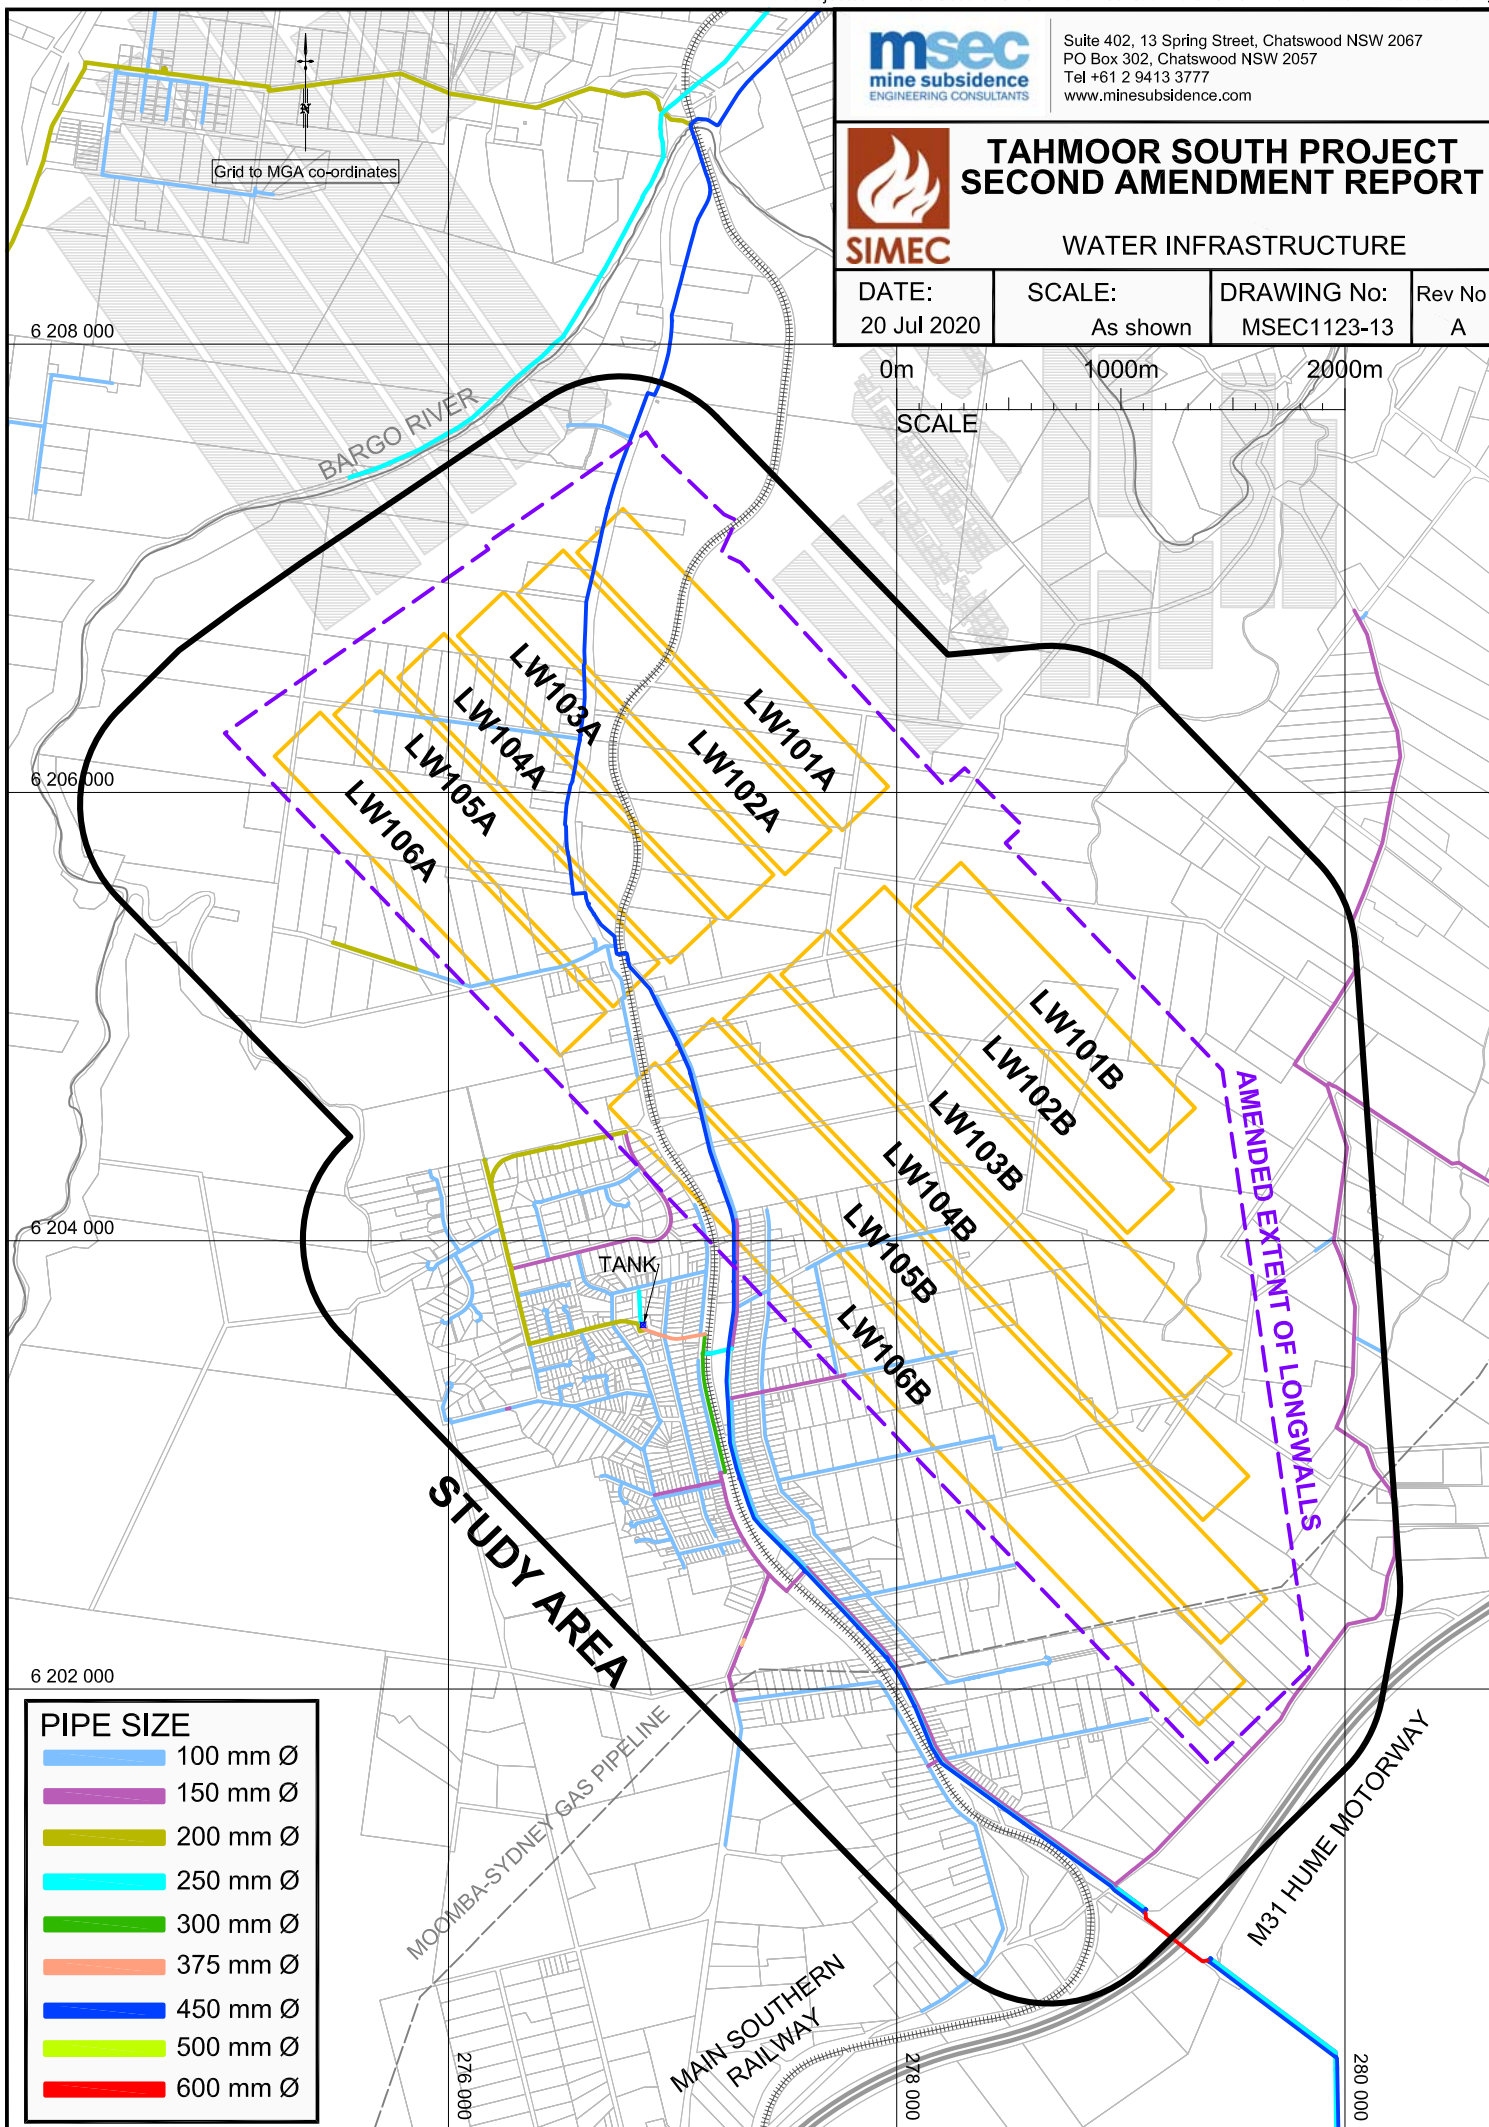 msec
mine subsidence
ENGINEERING CONSULTANTS
Suite 402, 13 Spring Street, Chatswood NSW 2067
PO Box 302, Chatswood NSW 2057
Tel +61 2 9413 3777
www.minesubsidence.com
SIMEC
TAHMOOR SOUTH PROJECT
SECOND AMENDMENT REPORT
WATER INFRASTRUCTURE
DATE:
20 Jul 2020
SCALE:
As shown
DRAWING No:
MSEC1123-13
Rev No
A
N
Grid to MGA co-ordinates
0m
1000m
2000m
SCALE
6 208 000
BARGO RIVER
LW101A
LW102A
LW103A
LW104A
LW105A
LW106A
6 206 000
LW101B
LW102B
LW103B
LW104B
LW105B
LW106B
AMENDED EXTENT OF LONGWALLS
6 204 000
TANK
STUDY AREA
6 202 000
MOOMBA-SYDNEY GAS PIPELINE
M31 HUME MOTORWAY
MAIN SOUTHERN
RAILWAY
276 000
278 000
280 000
PIPE SIZE
100 mm Ø
150 mm Ø
200 mm Ø
250 mm Ø
300 mm Ø
375 mm Ø
450 mm Ø
500 mm Ø
600 mm Ø